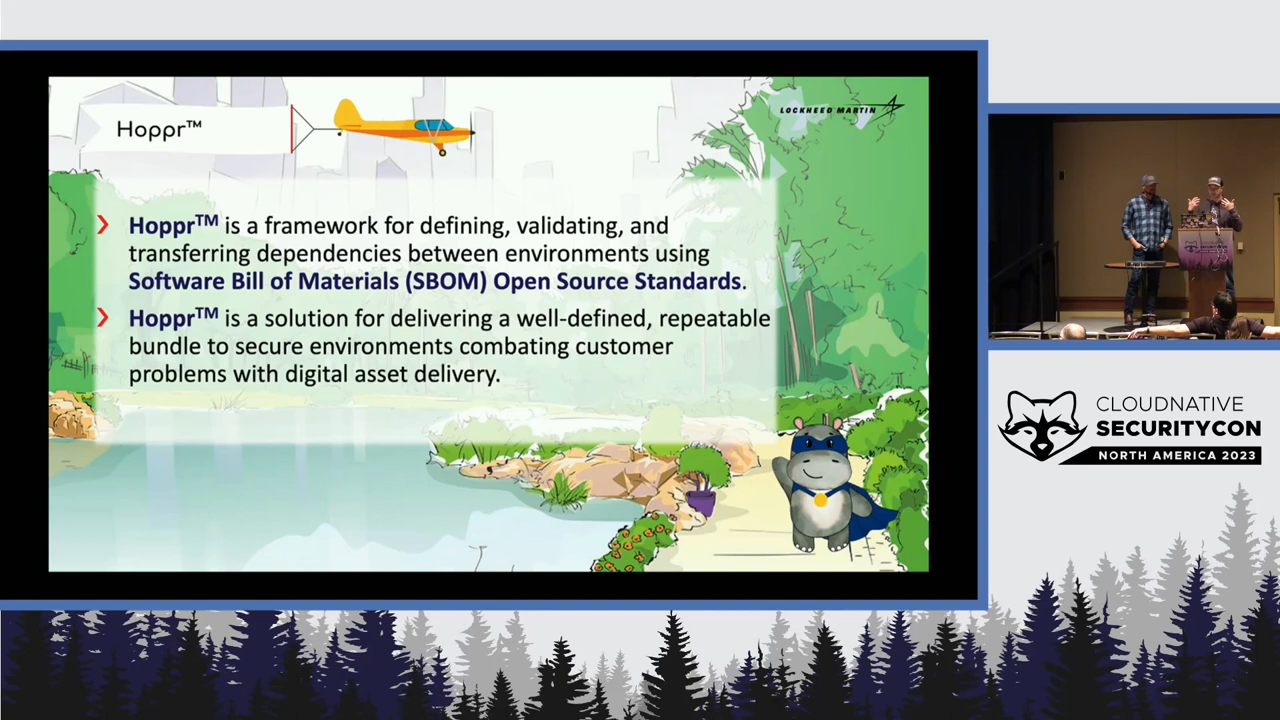 Hoppr™
LOCKHEED MARTIN
Hoppr™ is a framework for defining, validating, and
transferring dependencies between environments using
Software Bill of Materials (SBOM) Open Source Standards.
Hoppr™ is a solution for delivering a well-defined, repeatable
bundle to secure environments combating customer
problems with digital asset delivery.
CLOUDNATIVE
SECURITYCON
NORTH AMERICA 2023